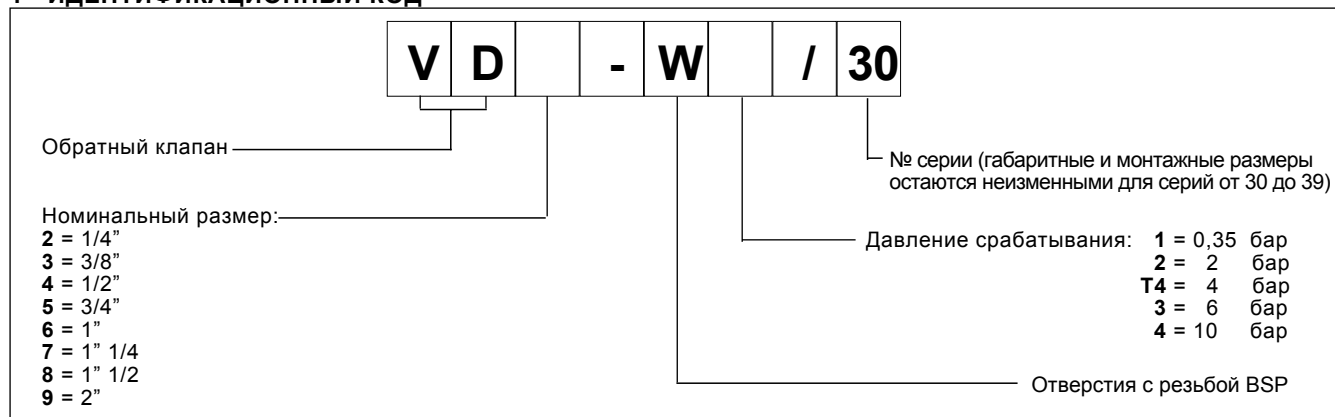 1 - ИДЕНТИФИКАЦИОННЫЙ КОД
V D - W / 30
Обратный клапан
№ серии (габаритные и монтажные размеры
остаются неизменными для серий от 30 до 39)
Номинальный размер:
2 = 1/4”
3 = 3/8”
4 = 1/2”
5 = 3/4”
6 = 1”
7 = 1” 1/4
8 = 1” 1/2
9 = 2”
Давление срабатывания: 1 = 0,35 бар
2 = 2 бар
T4 = 4 бар
3 = 6 бар
4 = 10 бар
Отверстия с резьбой BSP